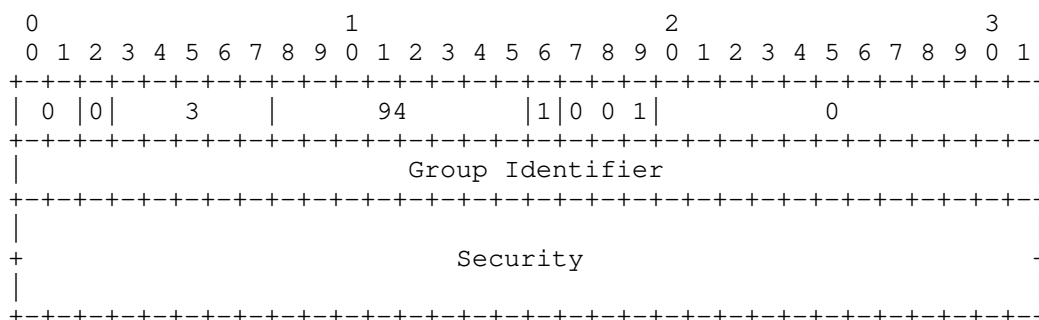 0                   1                   2                   3
 0 1 2 3 4 5 6 7 8 9 0 1 2 3 4 5 6 7 8 9 0 1 2 3 4 5 6 7 8 9 0 1
+-+-+-+-+-+-+-+-+-+-+-+-+-+-+-+-+-+-+-+-+-+-+-+-+-+-+-+-+-+-+-+--
| 0 |0|    3    |      94       |1|0 0 1|          0
+-+-+-+-+-+-+-+-+-+-+-+-+-+-+-+-+-+-+-+-+-+-+-+-+-+-+-+-+-+-+-+--
|                        Group Identifier
+-+-+-+-+-+-+-+-+-+-+-+-+-+-+-+-+-+-+-+-+-+-+-+-+-+-+-+-+-+-+-+--
|
+                           Security                            -
|
+-+-+-+-+-+-+-+-+-+-+-+-+-+-+-+-+-+-+-+-+-+-+-+-+-+-+-+-+-+-+-+--